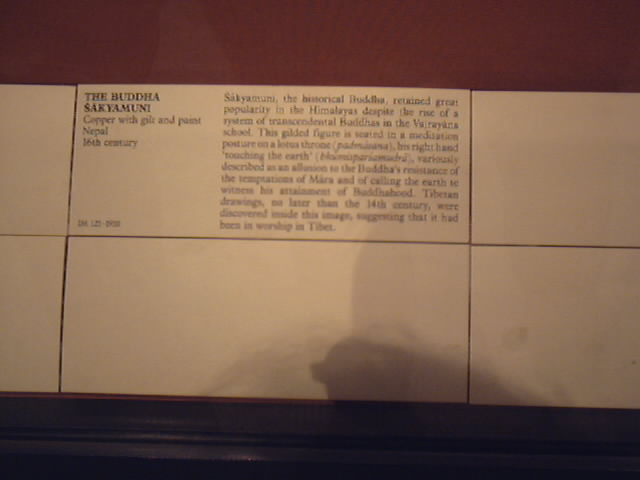 THE BUDDHA
ŚĀKYAMUNI
Copper with gilt and paint
Nepal
16th century
Śākyamuni, the historical Buddha, retained great
popularity in the Himalayas despite the rise of a
system of transcendental Buddhas in the Vajrayāna
school. This gilded figure is seated in a meditation
posture on a lotus throne (padmāsana), his right hand
'touching the earth' (bhūmisparśamudrā), variously
described as an allusion to the Buddha's resistance of
the temptations of Māra and of calling the earth to
witness his attainment of Buddhahood. Tibetan
drawings, no later than the 14th century, were
discovered inside this image, suggesting that it had
been in worship in Tibet.